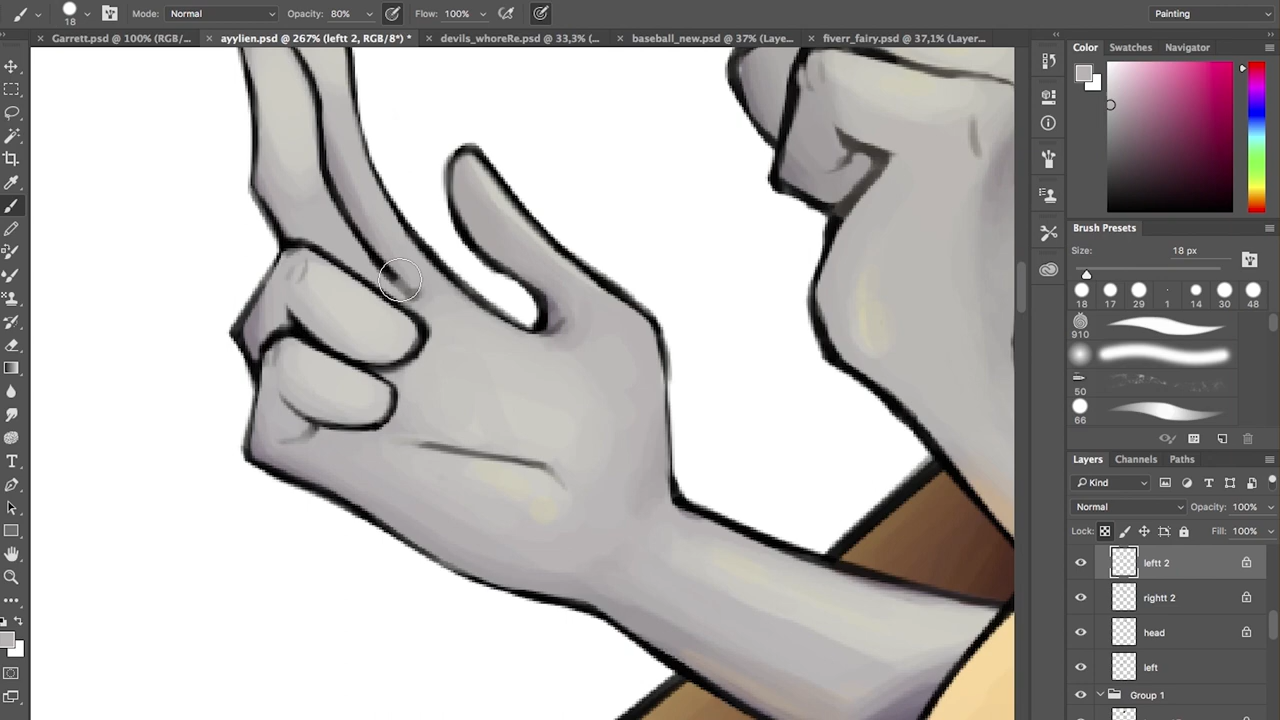 18 Mode: Normal Opacity: 80% Flow: 100% Painting
Garrett.psd @ 100% (RGB/... ayylien.psd @ 267% (leftt 2, RGB/8*) * devils_whoreRe.psd @ 33,3% (... baseball_new.psd @ 37% (Laye... fiverr_fairy.psd @ 37,1% (Layer...
Color Swatches Navigator
Brush Presets
Size: 18 px
18 17 29 1 14 30 48
910
50
66
Layers Channels Paths
Kind
Normal Opacity: 100%
Lock: Fill: 100%
leftt 2
rightt 2
head
left
Group 1